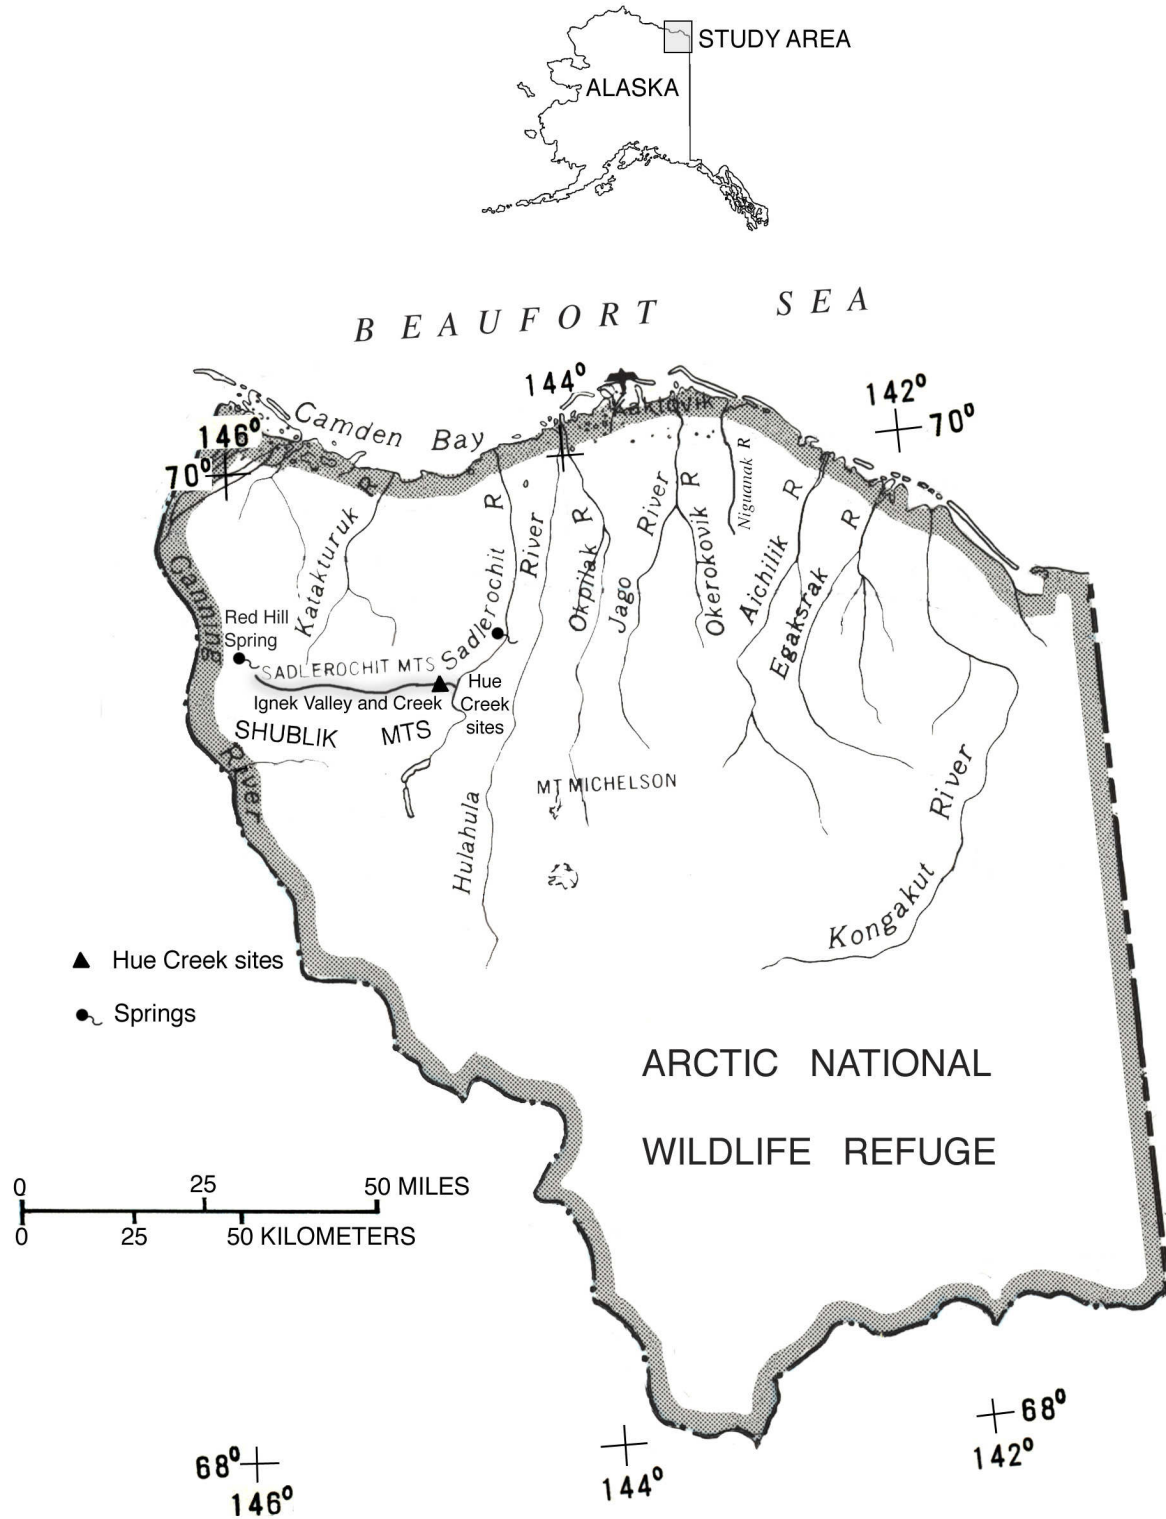 STUDY AREA
ALASKA
BEAUFORT SEA
144°
Kaktovik
142°
70°
Camden Bay
146°
70°
Canning
River
Katakturuk R
Sadlerochit R
Hulahula
River
Okpilak R
Jago River
Okerokovik R
Niguanak R
Aichilik R
Egaksrak R
Kongakut River
Red Hill
Spring
SADLEROCHIT MTS
Ignek Valley and Creek
Hue
Creek
sites
SHUBLIK MTS
MT MICHELSON
Hue Creek sites
Springs
ARCTIC NATIONAL
WILDLIFE REFUGE
0 25 50 MILES
0 25 50 KILOMETERS
68°
146°
144°
68°
142°